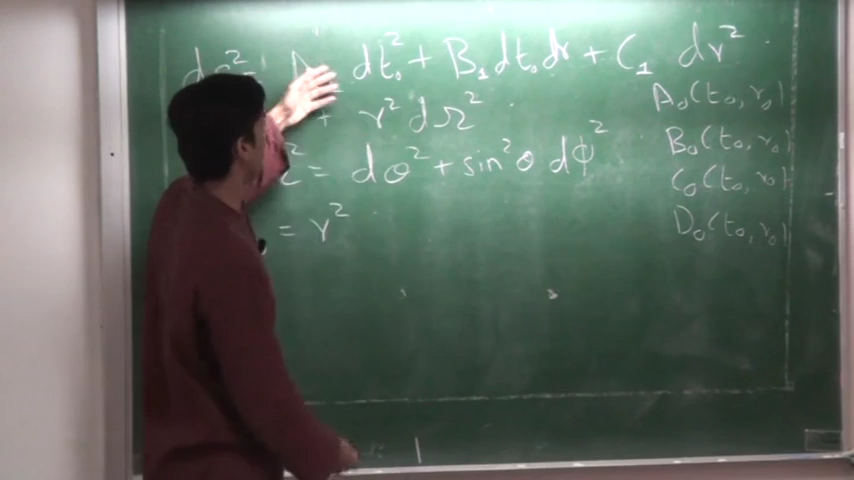 ds² = A dt₀² + B₁ dt₀ dr + C₁ dr²
+ r² dΩ²
² = dθ² + sin²θ dϕ²
= r²
A₀(t₀, r₀)
B₀(t₀, r₀)
C₀(t₀, r₀)
D₀(t₀, r₀)